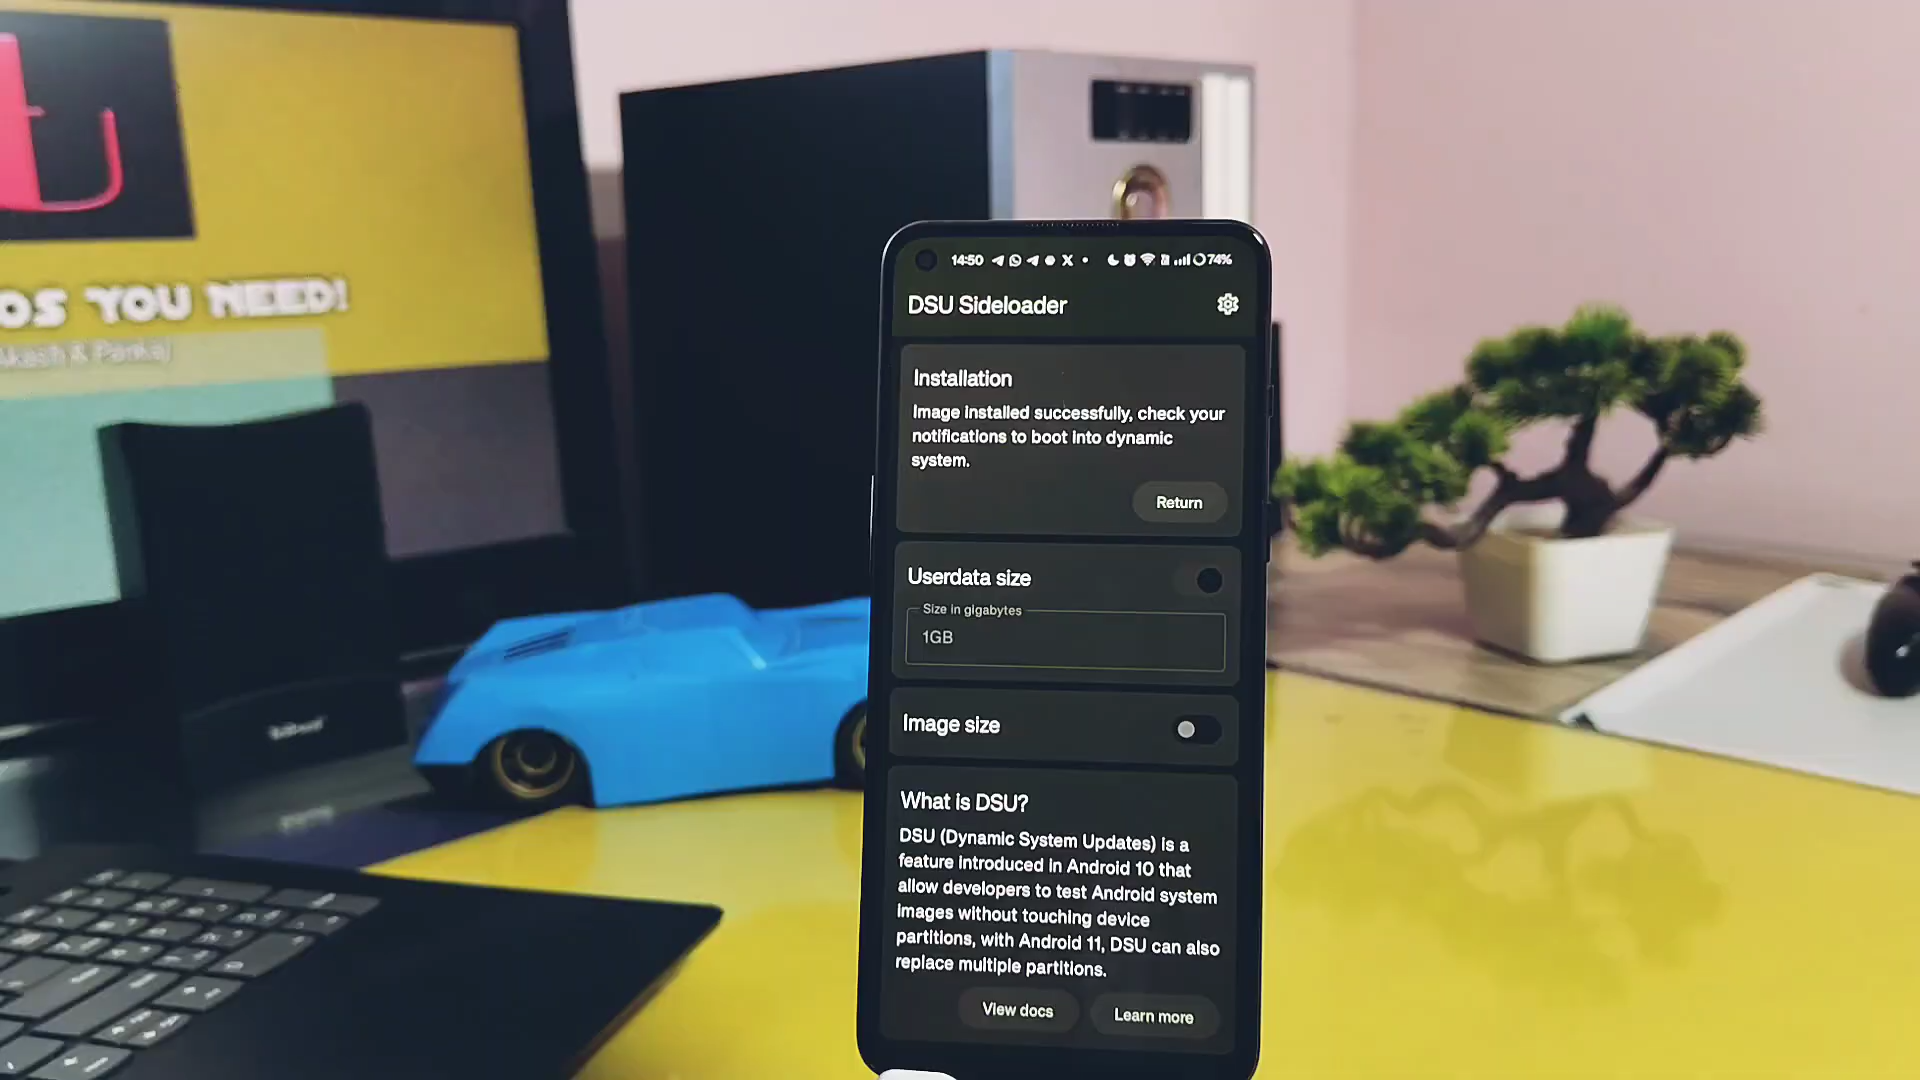 OS YOU NEED!
Akash & Pankaj
14:50
74%
DSU Sideloader
Installation
Image installed successfully, check your
notifications to boot into dynamic
system.
Return
Userdata size
Size in gigabytes
1GB
Image size
What is DSU?
DSU (Dynamic System Updates) is a
feature introduced in Android 10 that
allow developers to test Android system
images without touching device
partitions, with Android 11, DSU can also
replace multiple partitions.
View docs
Learn more